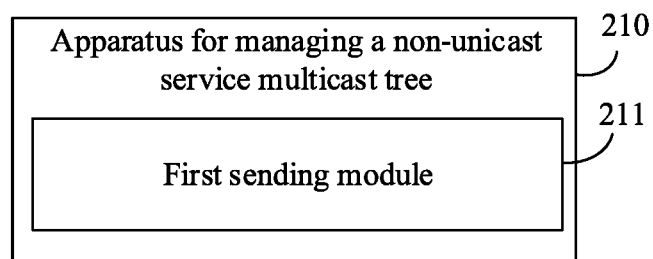 Apparatus for managing a non-unicast
service multicast tree
210
211
First sending module